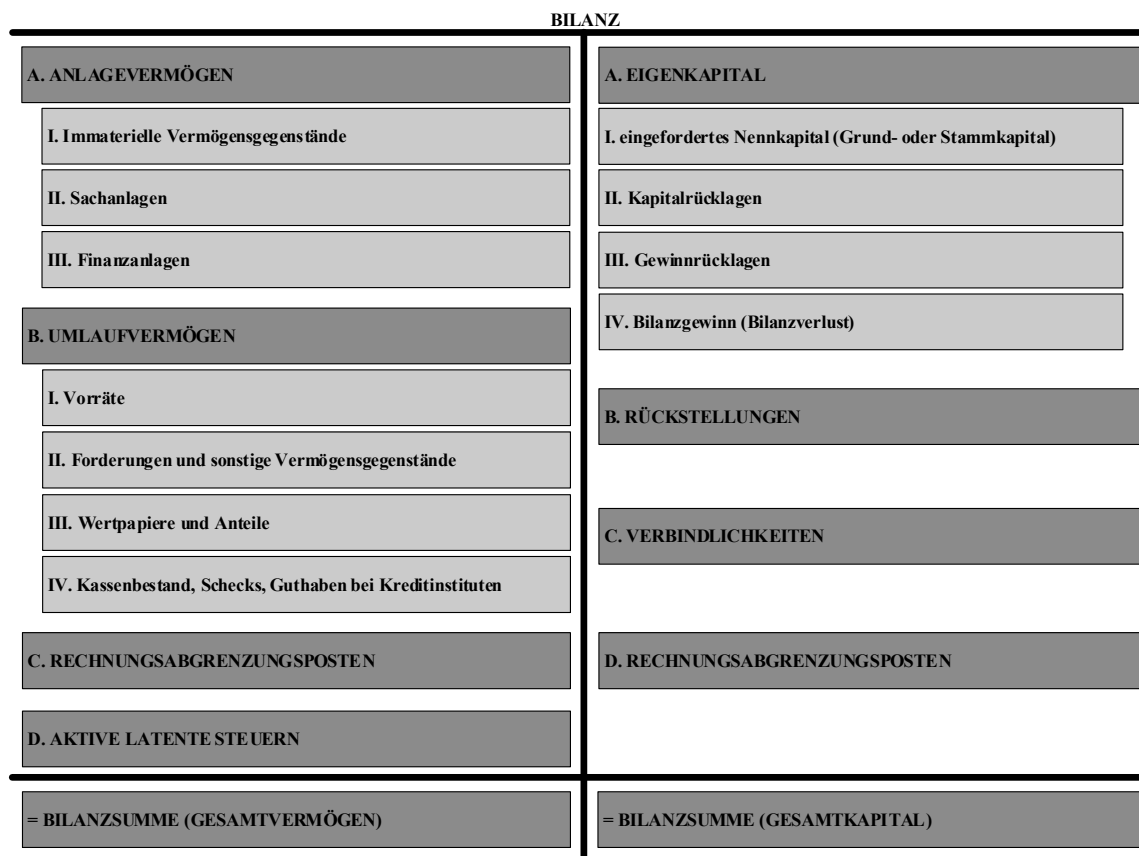 BILANZ
A. ANLAGEVERMÖGEN
I. Immaterielle Vermögensgegenstände
II. Sachanlagen
III. Finanzanlagen
B. UMLAUFVERMÖGEN
I. Vorräte
II. Forderungen und sonstige Vermögensgegenstände
III. Wertpapiere und Anteile
IV. Kassenbestand, Schecks, Guthaben bei Kreditinstituten
C. RECHNUNGSABGRENZUNGSPOSTEN
D. AKTIVE LATENTE STEUERN
= BILANZSUMME (GESAMTVERMÖGEN)
A. EIGENKAPITAL
I. eingefordertes Nennkapital (Grund- oder Stammkapital)
II. Kapitalrücklagen
III. Gewinnrücklagen
IV. Bilanzgewinn (Bilanzverlust)
B. RÜCKSTELLUNGEN
C. VERBINDLICHKEITEN
D. RECHNUNGSABGRENZUNGSPOSTEN
= BILANZSUMME (GESAMTKAPITAL)